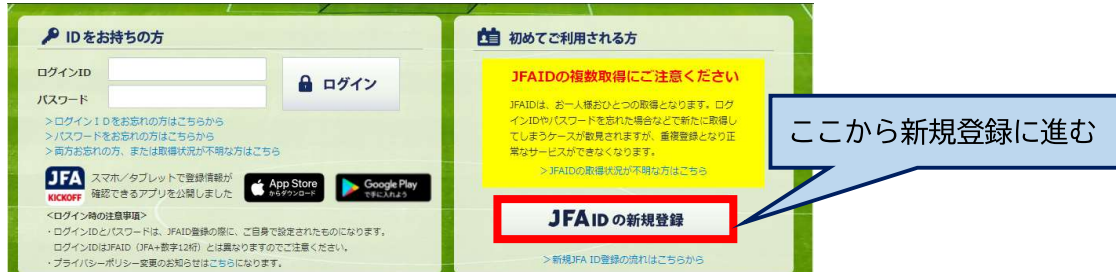 IDをお持ちの方
ログインID
パスワード
ログイン
＞ログインＩＤをお忘れの方はこちらから
＞パスワードをお忘れの方はこちらから
＞両方お忘れの方、または取得状況が不明な方はこちら
JFA
KICKOFF
スマホ／タブレットで登録情報が
確認できるアプリを公開しました
App Store
からダウンロード
Google Play
で手に入れよう
<ログイン時の注意事項>
・ログインIDとパスワードは、JFAID登録の際に、ご自身で設定されたものになります。
ログインIDはJFAID（JFA+数字12桁）とは異なりますのでご注意ください。
・プライバシーポリシー変更のお知らせはこちらになります。
初めてご利用される方
JFAIDの複数取得にご注意ください
JFAIDは、お一人様おひとつの取得となります。ログ
インIDやパスワードを忘れた場合などで新たに取得し
てしまうケースが散見されますが、重複登録となり正
常なサービスができなくなります。
＞JFAIDの取得状況が不明な方はこちら
JFAIDの新規登録
＞新規JFA ID登録の流れはこちらから
ここから新規登録に進む